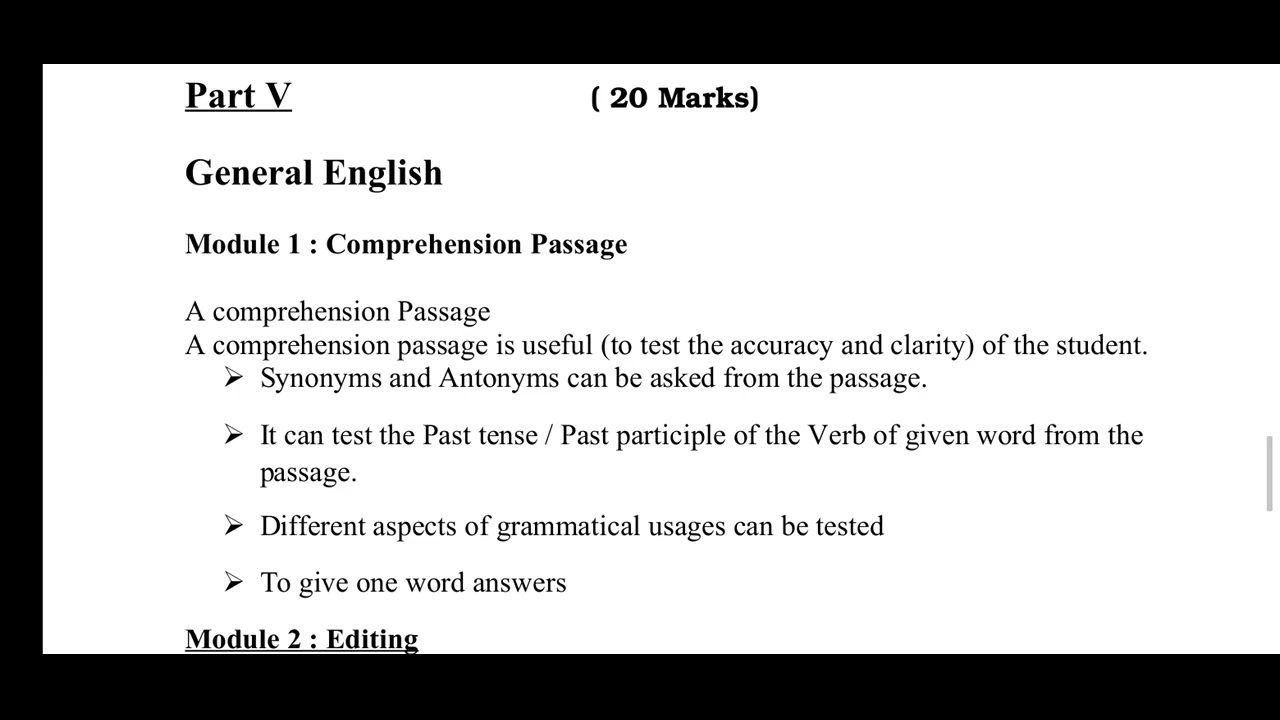 Part V ( 20 Marks)
General English
Module 1 : Comprehension Passage
A comprehension Passage
A comprehension passage is useful (to test the accuracy and clarity) of the student.
➢ Synonyms and Antonyms can be asked from the passage.
➢ It can test the Past tense / Past participle of the Verb of given word from the
passage.
➢ Different aspects of grammatical usages can be tested
➢ To give one word answers
Module 2 : Editing